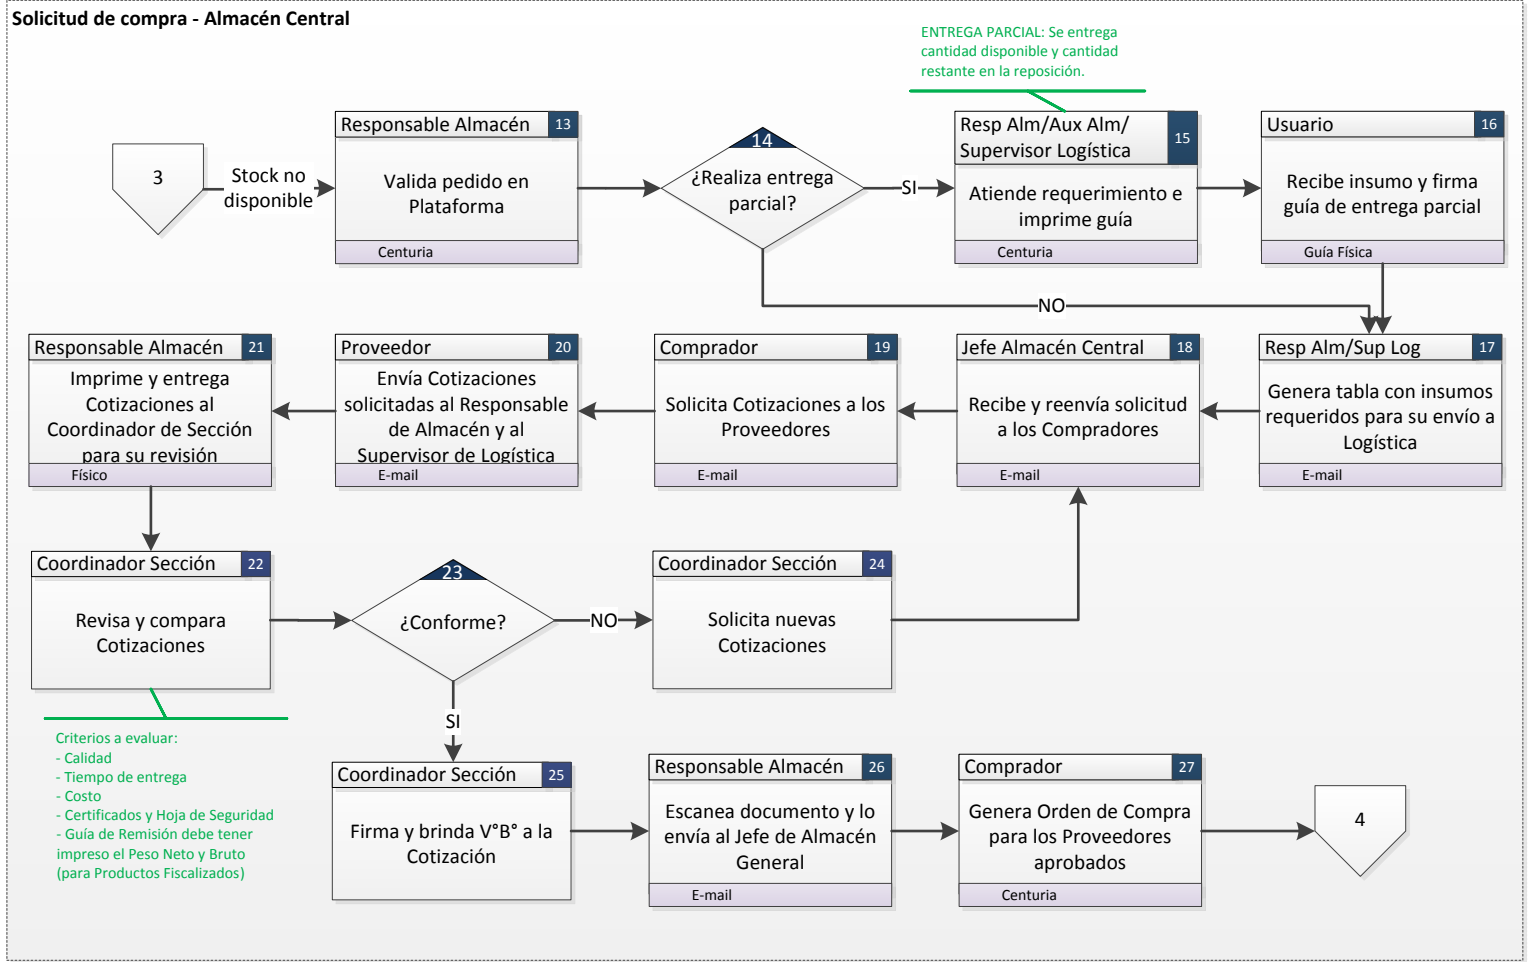 Solicitud de compra - Almacén Central
ENTREGA PARCIAL: Se entrega
cantidad disponible y cantidad
restante en la reposición.
3
Stock no
disponible
Responsable Almacén
13
Valida pedido en
Plataforma
Centuria
14
¿Realiza entrega
parcial?
SI
NO
Resp Alm/Aux Alm/
Supervisor Logística
15
Atiende requerimiento e
imprime guía
Centuria
Usuario
16
Recibe insumo y firma
guía de entrega parcial
Guía Física
Resp Alm/Sup Log
17
Genera tabla con insumos
requeridos para su envío a
Logística
E-mail
Jefe Almacén Central
18
Recibe y reenvía solicitud
a los Compradores
E-mail
Comprador
19
Solicita Cotizaciones a los
Proveedores
E-mail
Proveedor
20
Envía Cotizaciones
solicitadas al Responsable
de Almacén y al
Supervisor de Logística
E-mail
Responsable Almacén
21
Imprime y entrega
Cotizaciones al
Coordinador de Sección
para su revisión
Físico
Coordinador Sección
22
Revisa y compara
Cotizaciones
Criterios a evaluar:
- Calidad
- Tiempo de entrega
- Costo
- Certificados y Hoja de Seguridad
- Guía de Remisión debe tener
impreso el Peso Neto y Bruto
(para Productos Fiscalizados)
23
¿Conforme?
NO
SI
Coordinador Sección
24
Solicita nuevas
Cotizaciones
Coordinador Sección
25
Firma y brinda V°B° a la
Cotización
Responsable Almacén
26
Escanea documento y lo
envía al Jefe de Almacén
General
E-mail
Comprador
27
Genera Orden de Compra
para los Proveedores
aprobados
Centuria
4